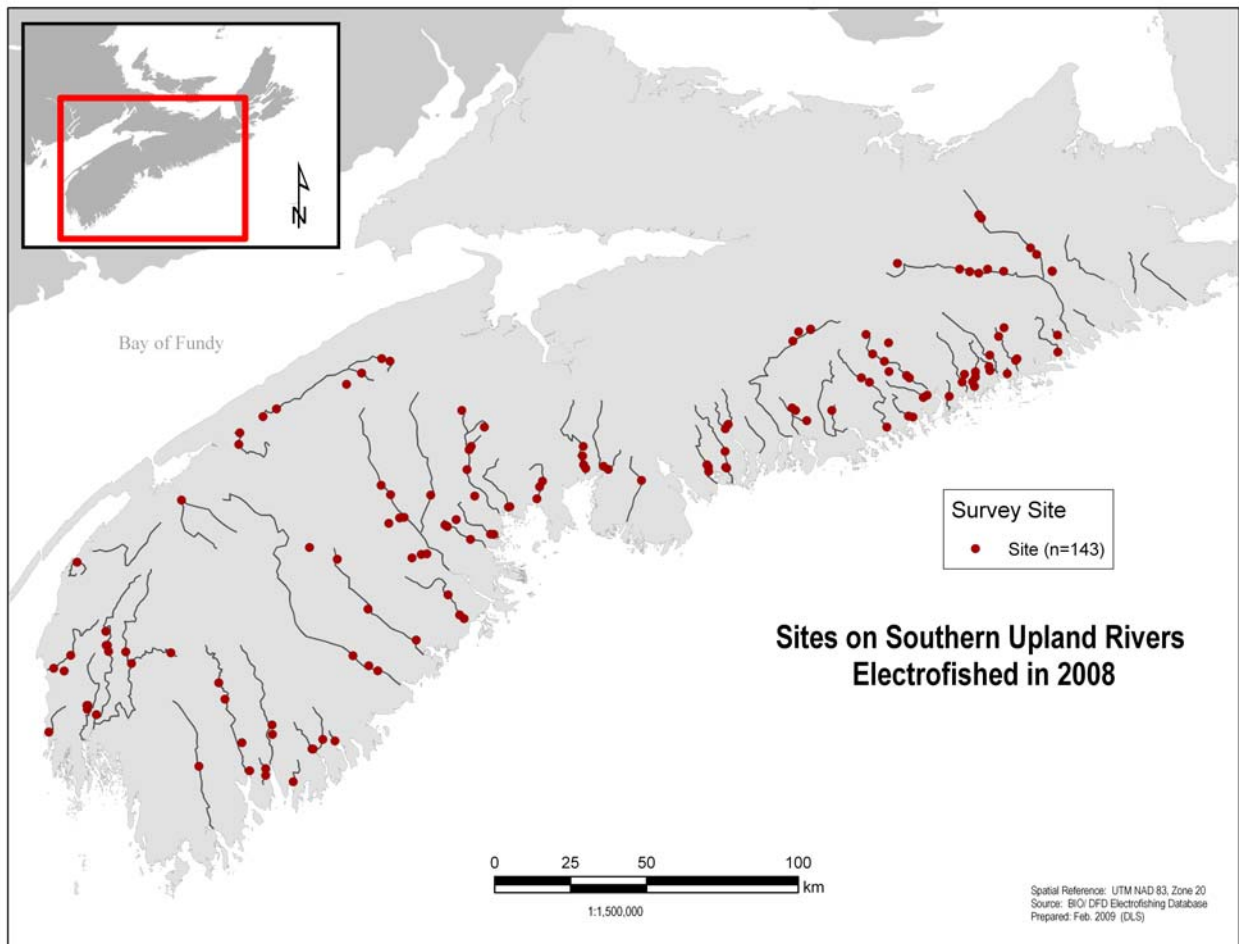 N
Bay of Fundy
Survey Site
Site (n=143)
Sites on Southern Upland Rivers
Electrofished in 2008
0 25 50 100
km
1:1,500,000
Spatial Reference: UTM NAD 83, Zone 20
Source: BIO/ DFD Electrofishing Database
Prepared: Feb. 2009 (DLS)